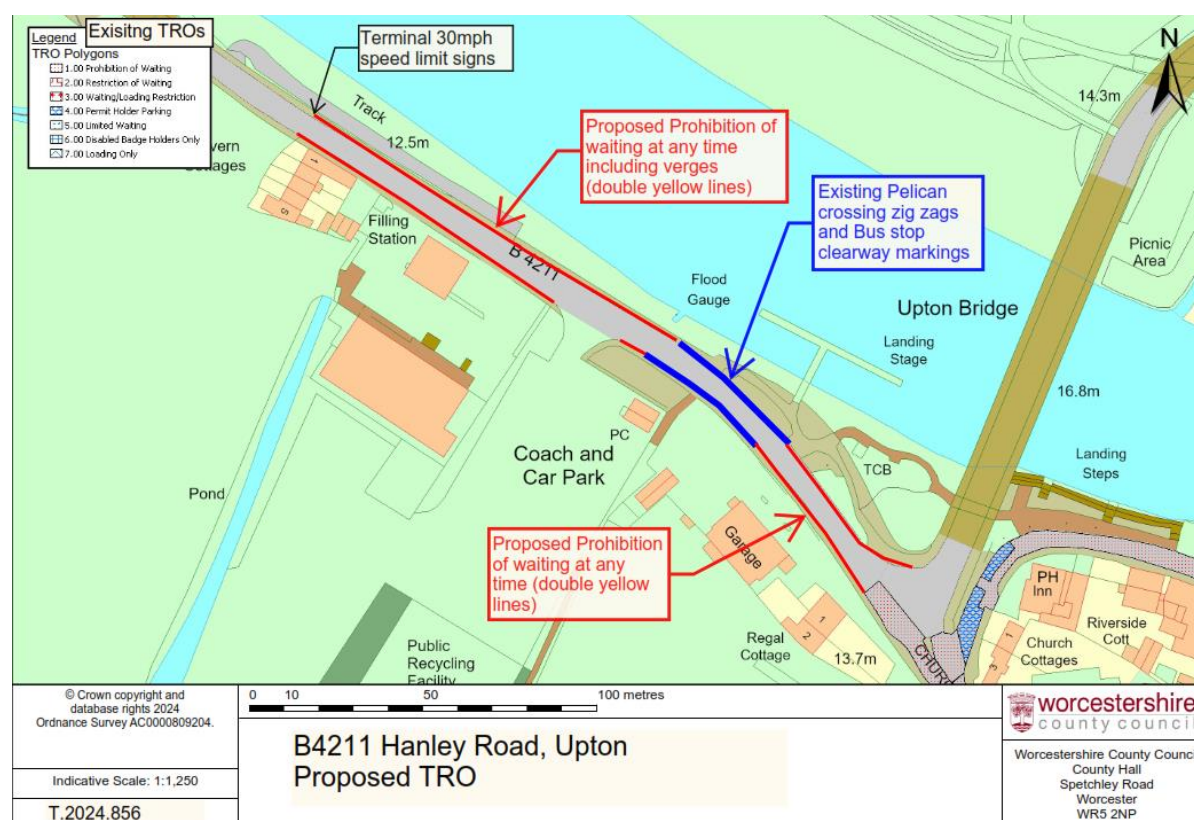 Exisitng TROs
Legend
TRO Polygons
1.00 Prohibition of Waiting
2.00 Restriction of Waiting
3.00 Waiting/Loading Restriction
4.00 Permit Holder Parking
5.00 Limited Waiting
6.00 Disabled Badge Holders Only
7.00 Loading Only
Terminal 30mph
speed limit signs
N
14.3m
Track
12.5m
Proposed Prohibition of
waiting at any time
including verges
(double yellow lines)
Existing Pelican
crossing zig zags
and Bus stop
clearway markings
1
5
Filling
Station
B 4211
Picnic
Area
Flood
Gauge
Upton Bridge
Landing
Stage
16.8m
PC
Coach and
Car Park
TCB
Landing
Steps
Pond
Garage
Proposed Prohibition
of waiting at any
time (double yellow
lines)
PH
Inn
Riverside
Cott
1
2
Regal
Cottage
13.7m
1
3
Church
Cottages
Public
Recycling
Facility
© Crown copyright and
database rights 2024
Ordnance Survey AC0000809204.
0 10 50 100 metres
worcestershire
county council
B4211 Hanley Road, Upton
Proposed TRO
Indicative Scale: 1:1,250
T.2024.856
Worcestershire County Counci
County Hall
Spetchley Road
Worcester
WR5 2NP